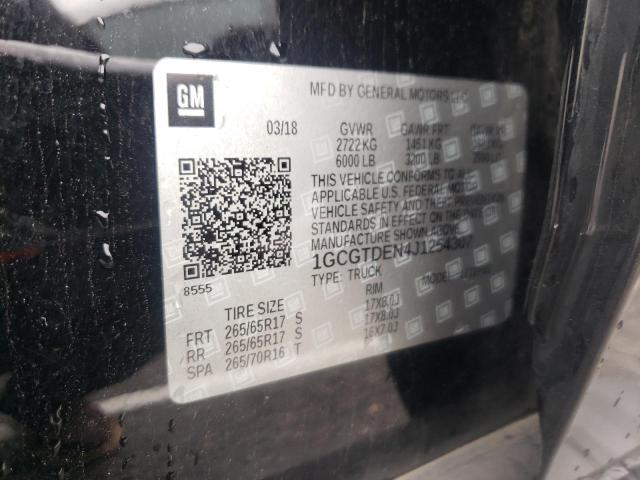 GM
MFD BY GENERAL MOTORS LLC
03/18 GVWR GAWR FRT GAWR RR
2722 KG 1451 KG
6000 LB 3200 LB
THIS VEHICLE CONFORMS TO ALL
APPLICABLE U.S. FEDERAL MOTOR
VEHICLE SAFETY AND THEFT PREVENTION
STANDARDS IN EFFECT ON THE DATE OF
MANUFACTURE SHOWN ABOVE.
1GCGTDEN4J1254307
TYPE: TRUCK MODEL:
8555
TIRE SIZE RIM
FRT 265/65R17 S 17X8.0J
RR 265/65R17 S 17X8.0J
SPA 265/70R16 T 16X7.0J